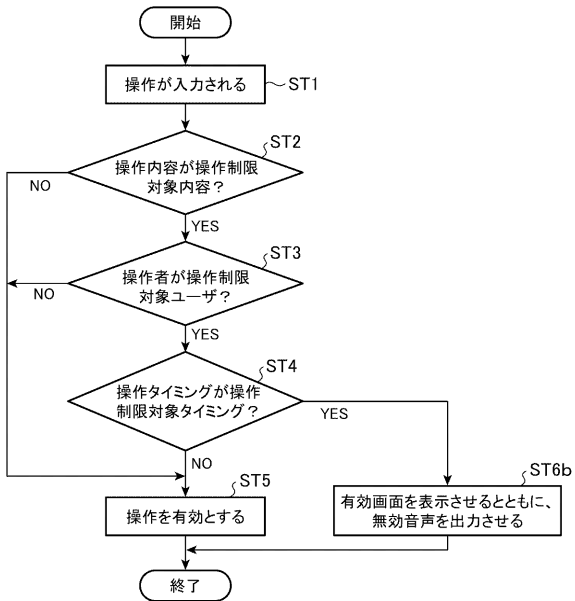 開始
操作が入力される
ST1
ST2
操作内容が操作制限
対象内容？
NO
YES
ST3
操作者が操作制限
対象ユーザ？
NO
YES
ST4
操作タイミングが操作
制限対象タイミング？
YES
NO
ST5
操作を有効とする
ST6b
有効画面を表示させるとともに、
無効音声を出力させる
終了